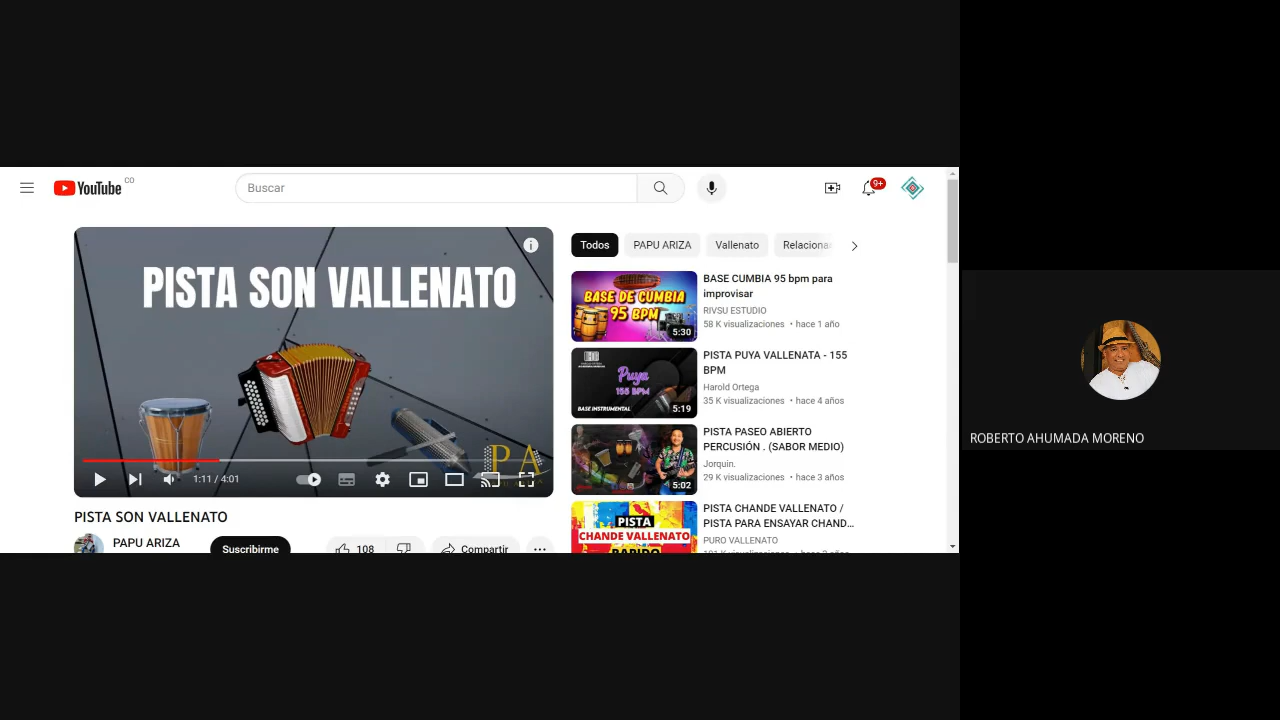 YouTube CO
Buscar
9+
PISTA SON VALLENATO
PA
1:11 / 4:01
PISTA SON VALLENATO
PAPU ARIZA
Suscribirme
108
Compartir
Todos
PAPU ARIZA
Vallenato
Relaciona
BASE DE CUMBIA
95 BPM
5:30
BASE CUMBIA 95 bpm para
improvisar
RIVSU ESTUDIO
58 K visualizaciones • hace 1 año
Puya
155 BPM
BASE INSTRUMENTAL
5:19
PISTA PUYA VALLENATA - 155
BPM
Harold Ortega
35 K visualizaciones • hace 4 años
5:02
PISTA PASEO ABIERTO
PERCUSIÓN . (SABOR MEDIO)
Jorquin.
29 K visualizaciones • hace 3 años
PISTA
CHANDE VALLENATO
RAPIDO
PISTA CHANDE VALLENATO /
PISTA PARA ENSAYAR CHAND...
PURO VALLENATO
ROBERTO AHUMADA MORENO